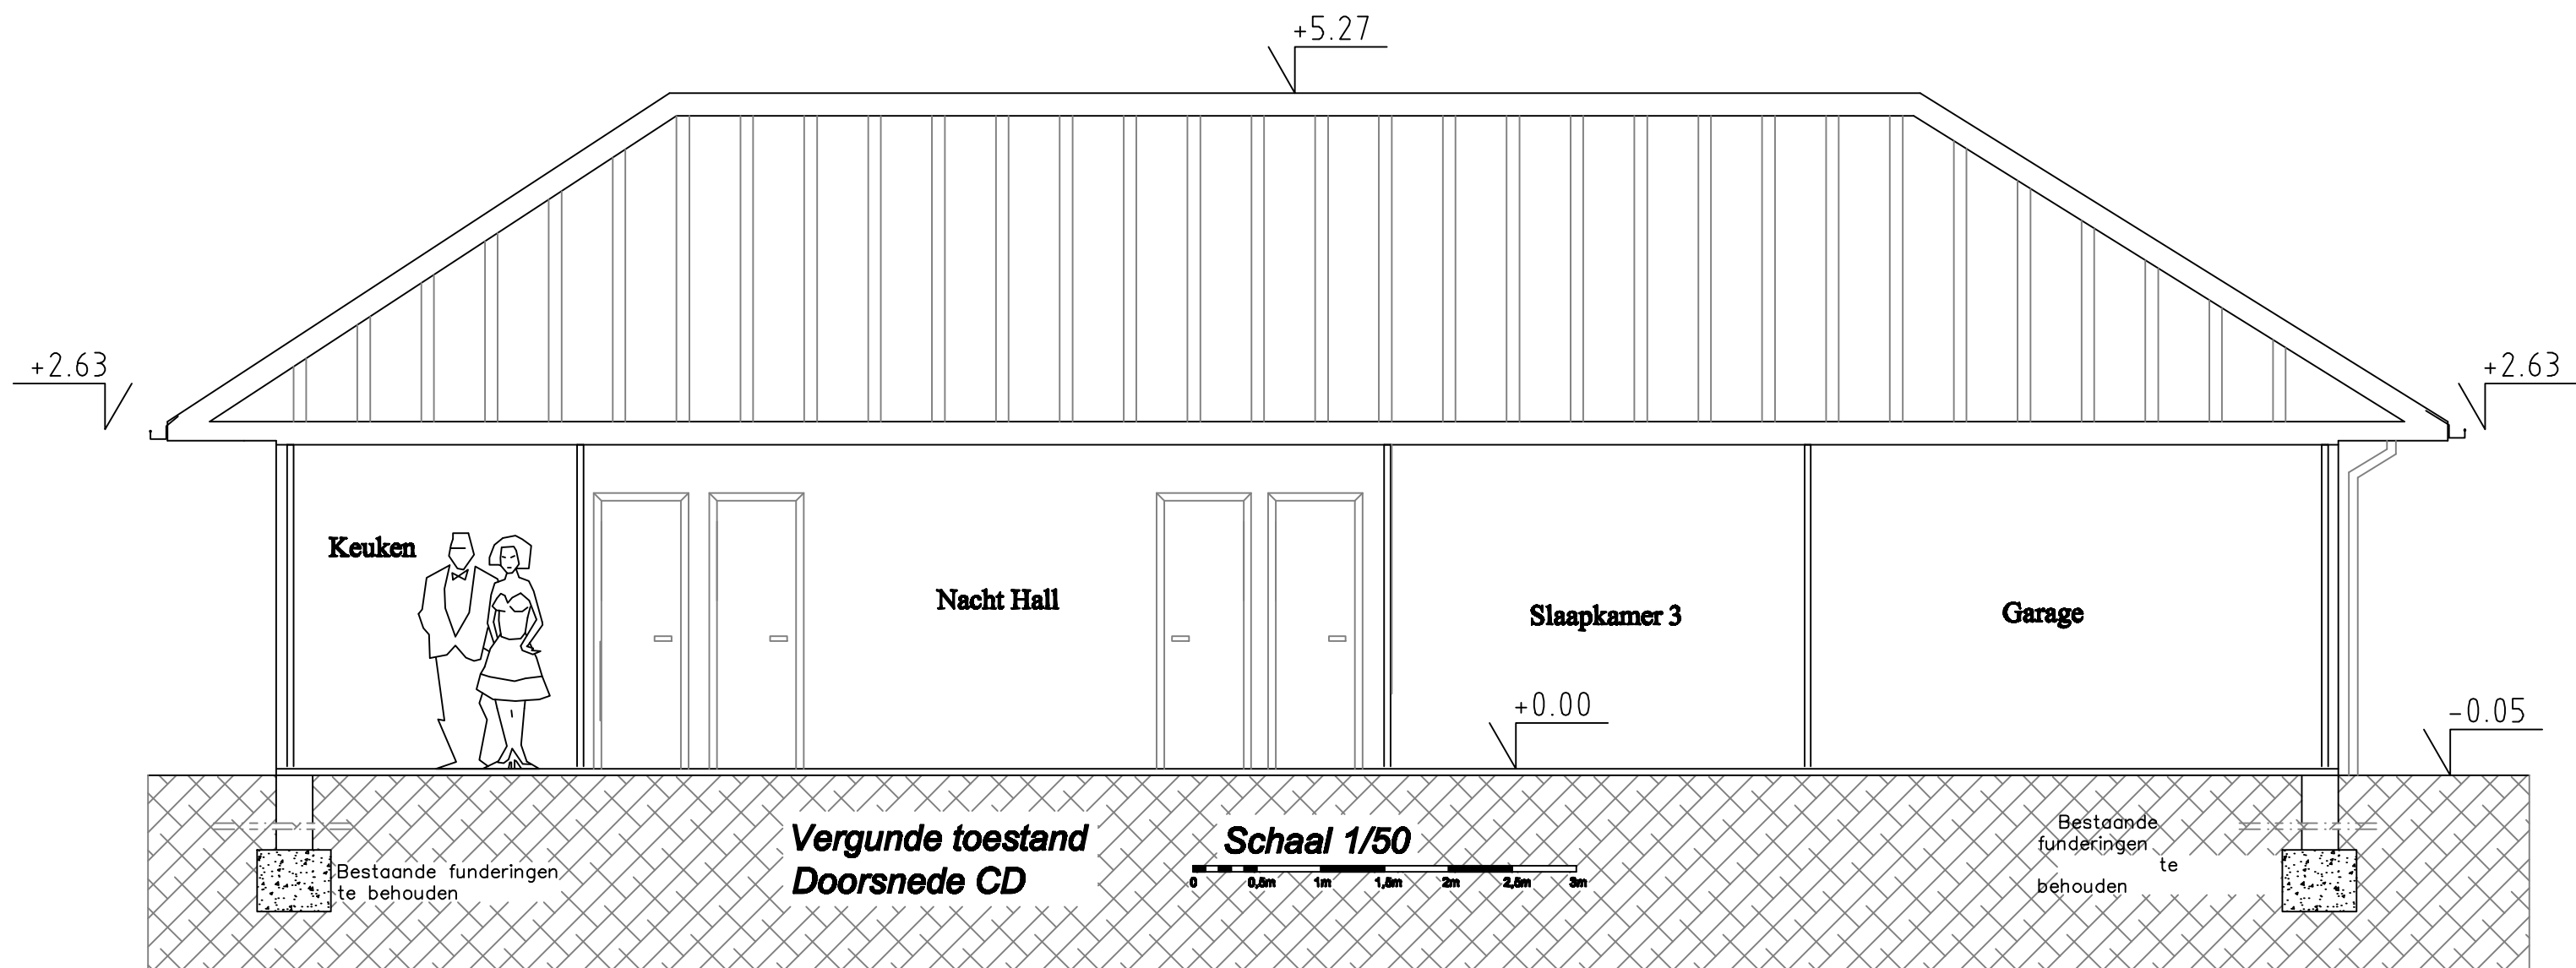 +5.27
+2.63
+2.63
Keuken
Nacht Hall
Slaapkamer 3
Garage
+0.00
-0.05
Vergunde toestand
Doorsnede CD
Schaal 1/50
0 0,5m 1m 1,5m 2m 2,5m 3m
Bestaande funderingen
te behouden
Bestaande
funderingen
te
behouden